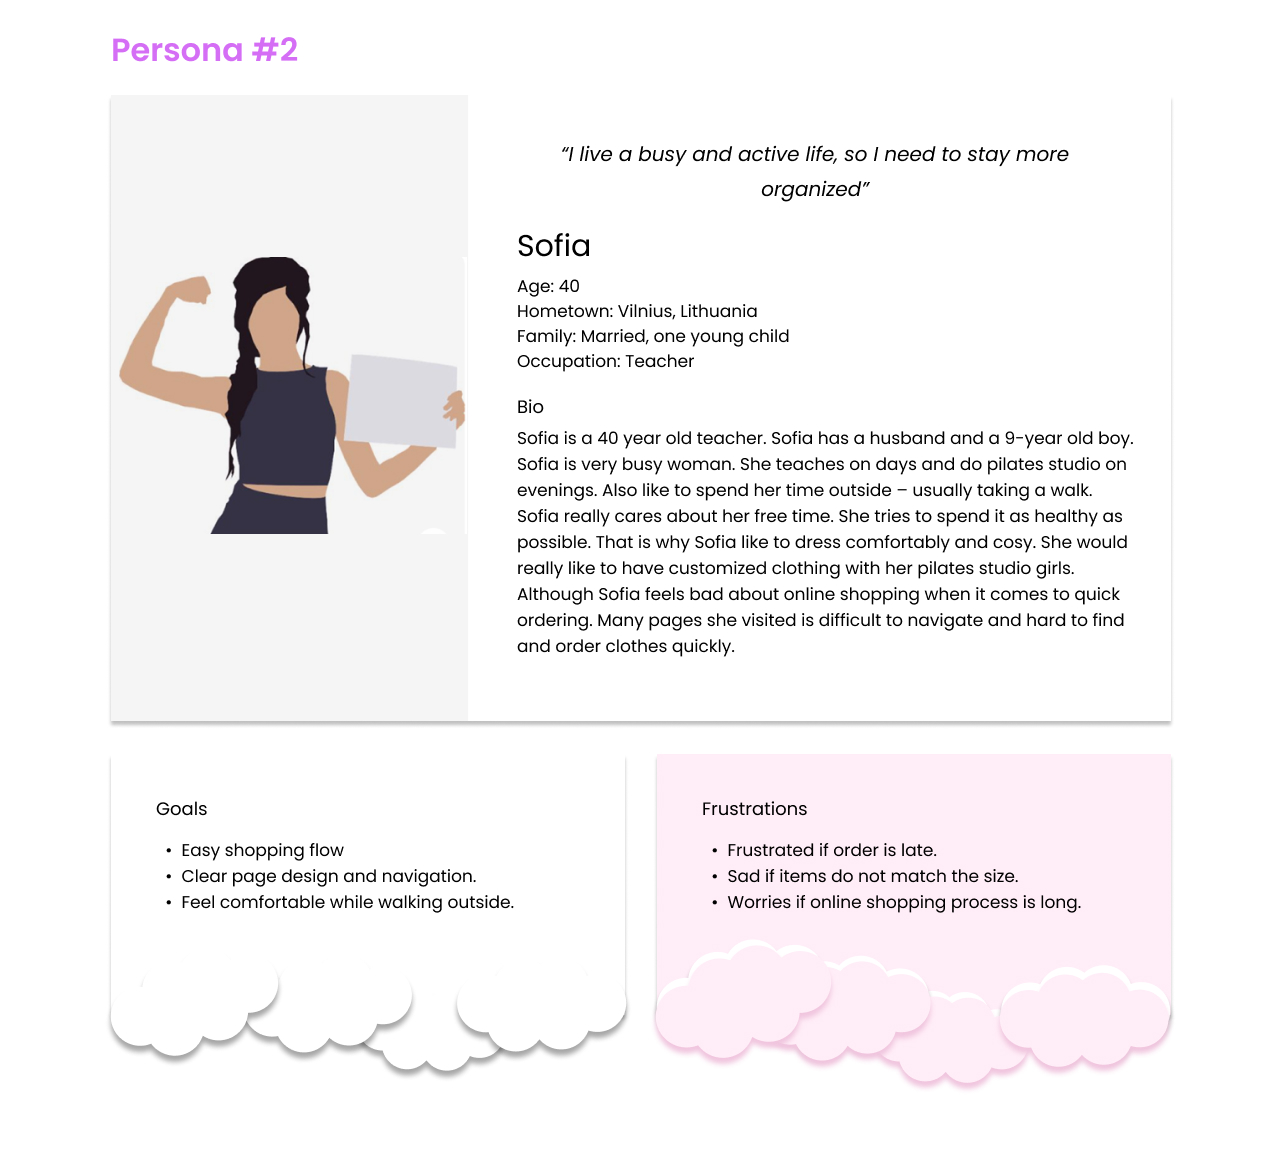 Persona #2
“I live a busy and active life, so I need to stay more
organized”
Sofia
Age: 40
Hometown: Vilnius, Lithuania
Family: Married, one young child
Occupation: Teacher
Bio
Sofia is a 40 year old teacher. Sofia has a husband and a 9-year old boy.
Sofia is very busy woman. She teaches on days and do pilates studio on
evenings. Also like to spend her time outside – usually taking a walk.
Sofia really cares about her free time. She tries to spend it as healthy as
possible. That is why Sofia like to dress comfortably and cosy. She would
really like to have customized clothing with her pilates studio girls.
Although Sofia feels bad about online shopping when it comes to quick
ordering. Many pages she visited is difficult to navigate and hard to find
and order clothes quickly.
Goals
• Easy shopping flow
• Clear page design and navigation.
• Feel comfortable while walking outside.
Frustrations
• Frustrated if order is late.
• Sad if items do not match the size.
• Worries if online shopping process is long.